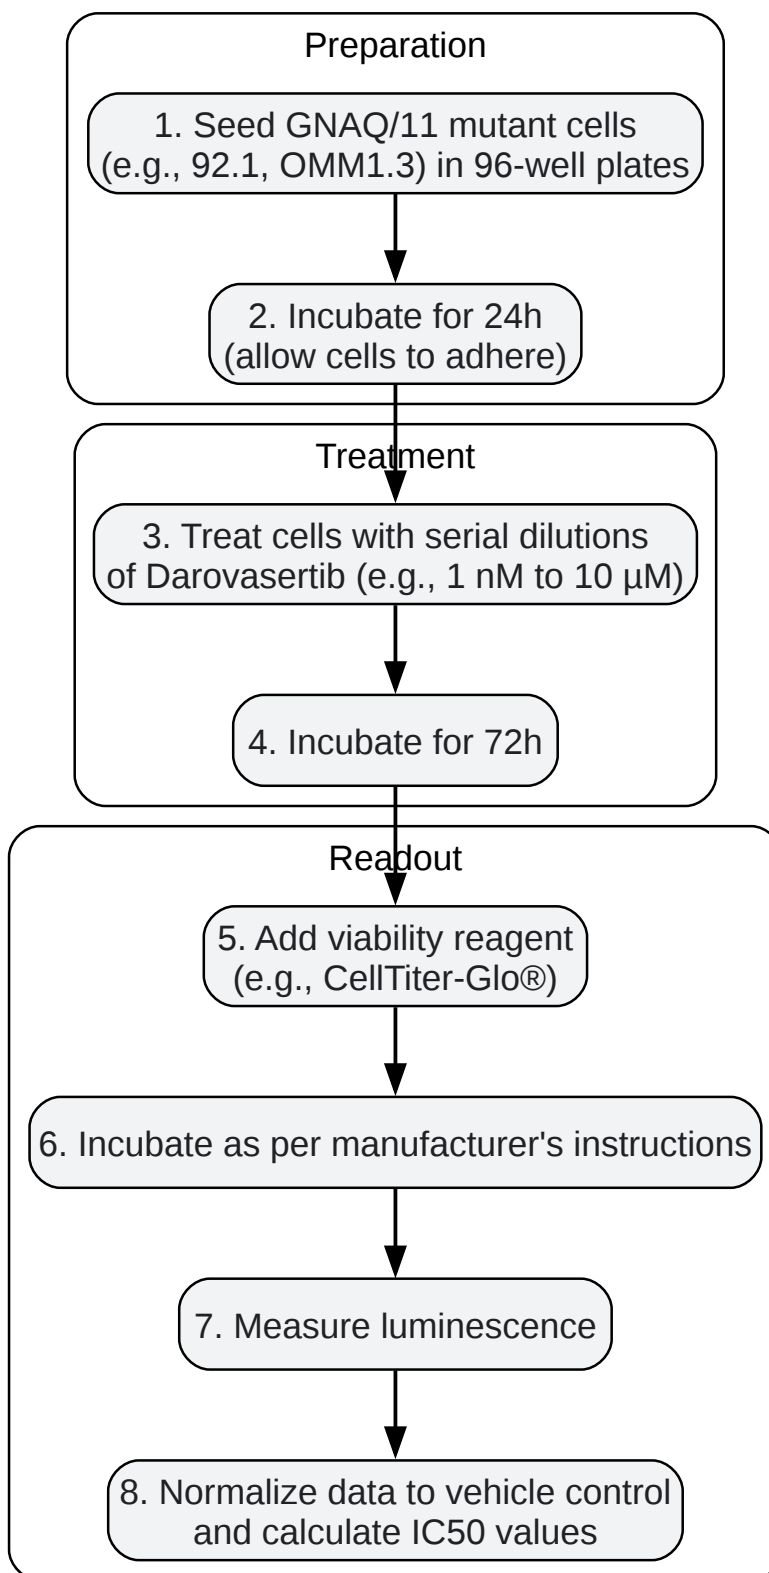 Preparation
1. Seed GNAQ/11 mutant cells
(e.g., 92.1, OMM1.3) in 96-well plates
2. Incubate for 24h
(allow cells to adhere)
Treatment
3. Treat cells with serial dilutions
of Darovasertib (e.g., 1 nM to 10 µM)
4. Incubate for 72h
Readout
5. Add viability reagent
(e.g., CellTiter-Glo®)
6. Incubate as per manufacturer's instructions
7. Measure luminescence
8. Normalize data to vehicle control
and calculate IC50 values